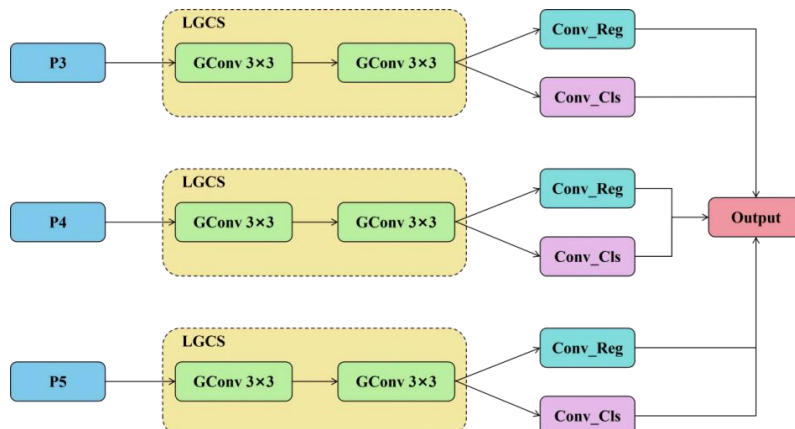 LGCS
P3
GConv 3×3
GConv 3×3
Conv_Reg
Conv_Cls
LGCS
P4
GConv 3×3
GConv 3×3
Conv_Reg
Conv_Cls
Output
LGCS
P5
GConv 3×3
GConv 3×3
Conv_Reg
Conv_Cls